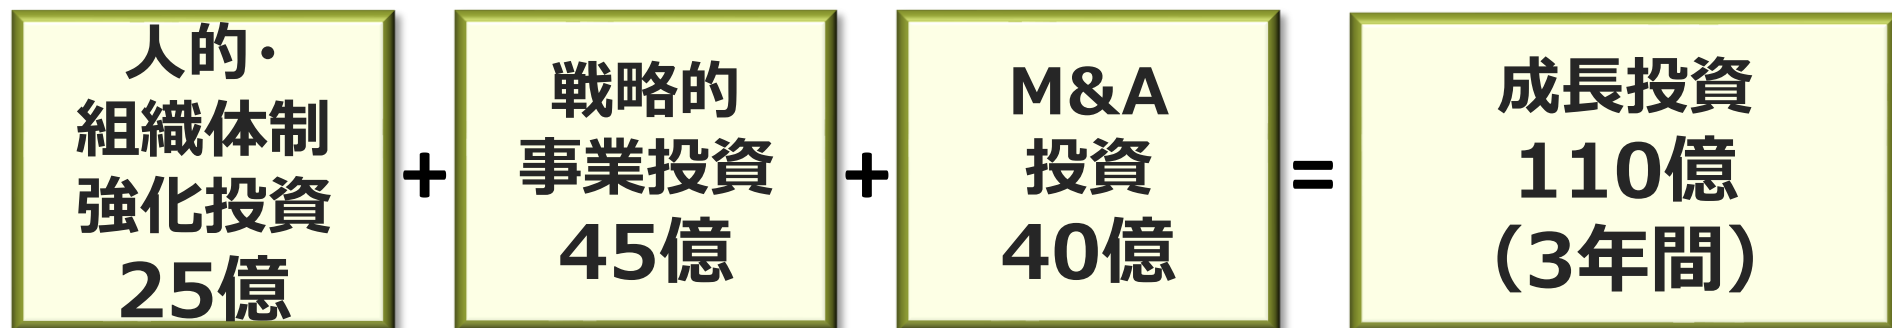 人的・
組織体制
強化投資
25億
+
戦略的
事業投資
45億
+
M&A
投資
40億
=
成長投資
110億
（3年間）